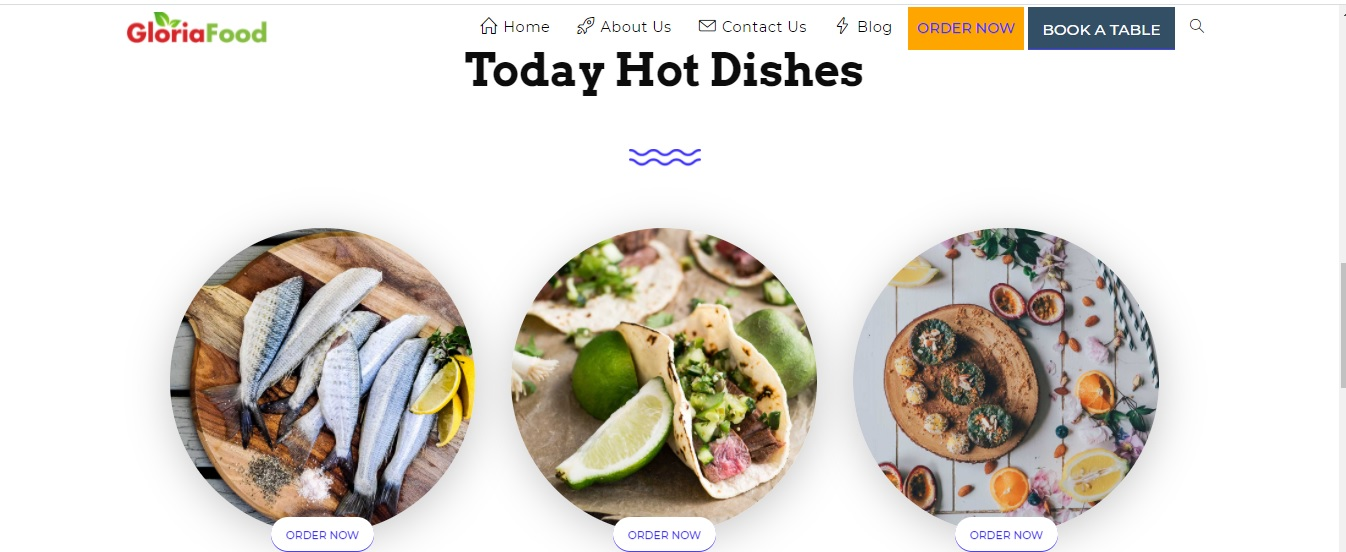 GloriaFood
Home About Us Contact Us Blog ORDER NOW BOOK A TABLE
Today Hot Dishes
ORDER NOW ORDER NOW ORDER NOW